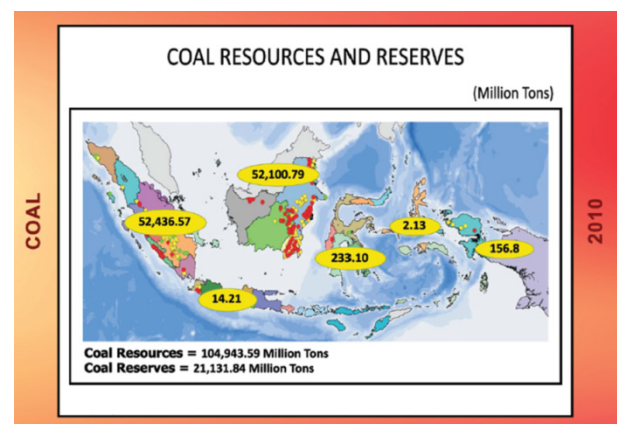 COAL RESOURCES AND RESERVES
(Million Tons)
COAL
2010
52,100.79
52,436.57
2.13
156.8
233.10
14.21
Coal Resources = 104,943.59 Million Tons
Coal Reserves = 21,131.84 Million Tons